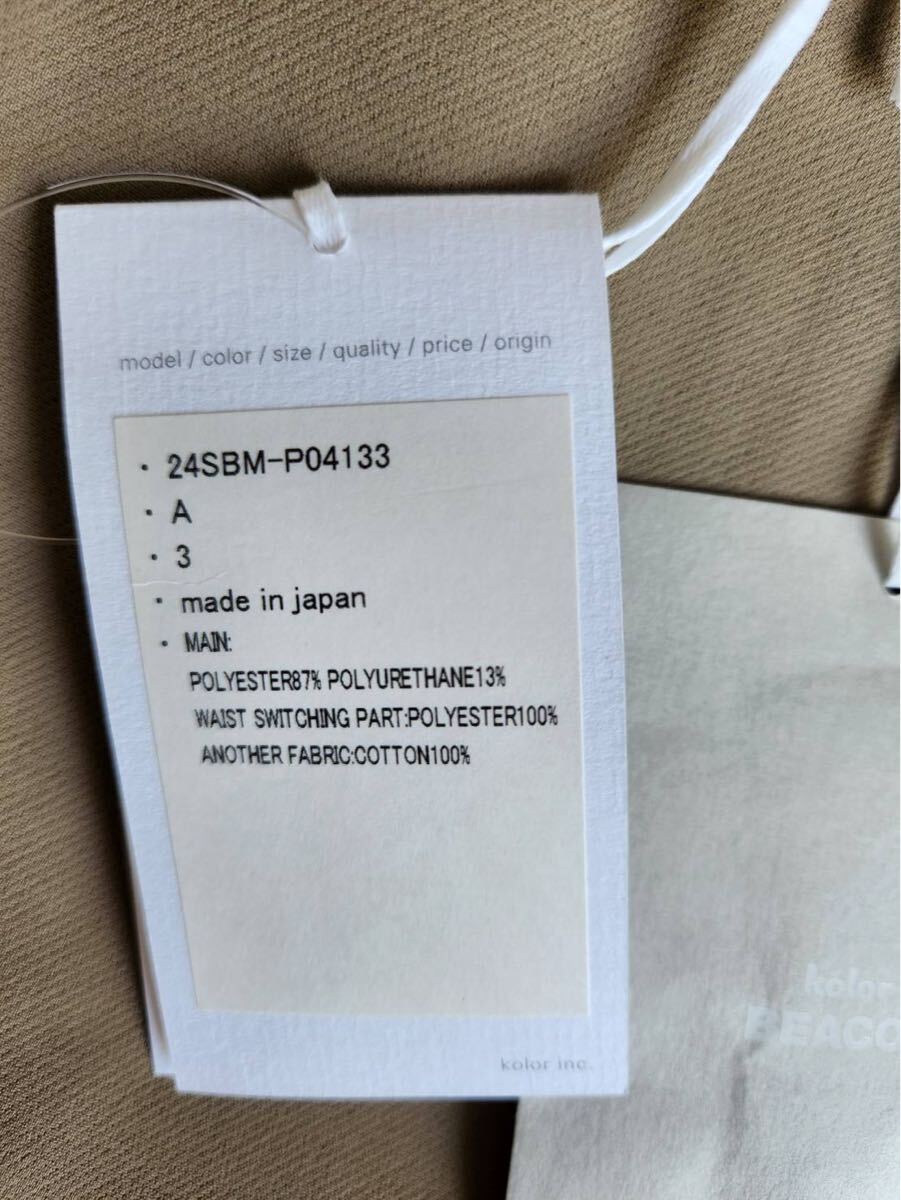 model / color / size / quality / price / origin
・24SBM-P04133
・A
・3
・made in japan
・MAIN:
POLYESTER87% POLYURETHANE13%
WAIST SWITCHING PART:POLYESTER100%
ANOTHER FABRIC:COTTON100%
kolor inc.
kolor
BEACO